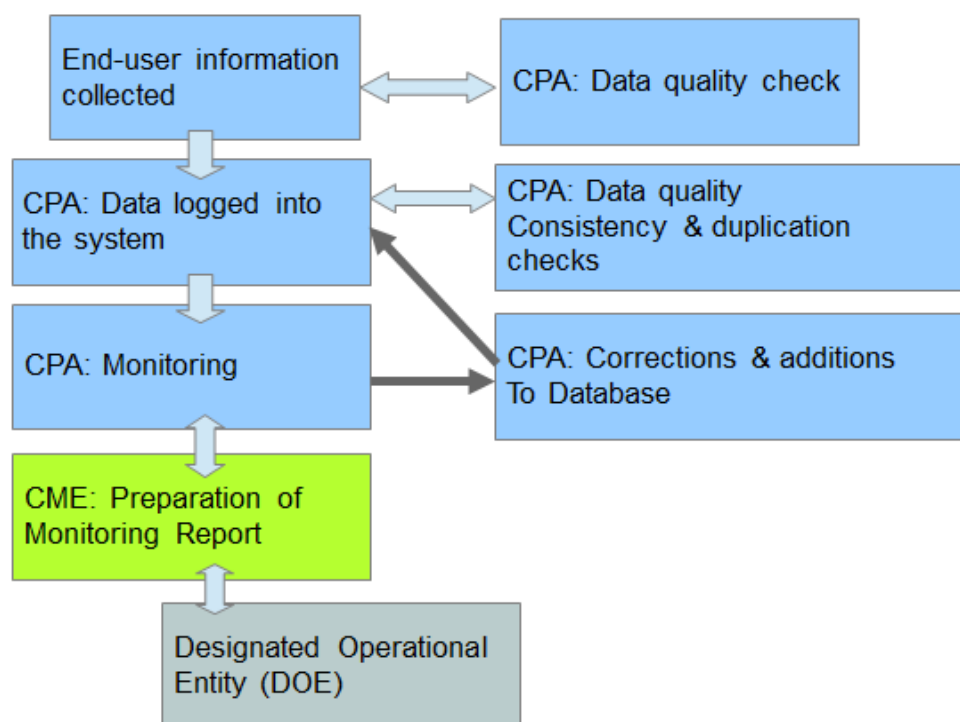 End-user information
collected
CPA: Data quality check
CPA: Data logged into
the system
CPA: Data quality
Consistency & duplication
checks
CPA: Monitoring
CPA: Corrections & additions
To Database
CME: Preparation of
Monitoring Report
Designated Operational
Entity (DOE)